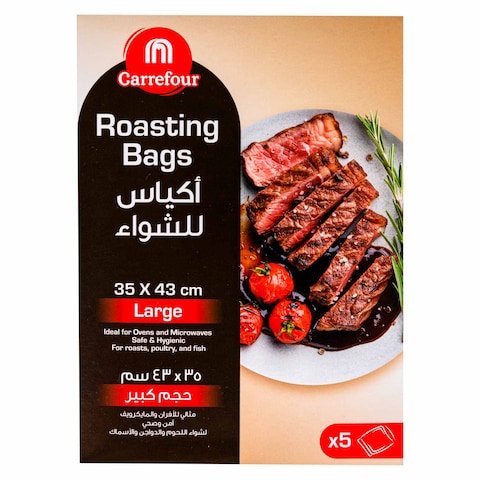 Carrefour
Roasting
Bags
أكياس
للشواء
35 X 43 cm
Large
Ideal for Ovens and Microwaves
Safe & Hygienic
For roasts, poultry, and fish
٣٥ x ٤٣ سم
حجم كبير
مثالي للأفران والمايكرويف
آمن وصحي
لشواء اللحوم والدواجن والأسماك
x5